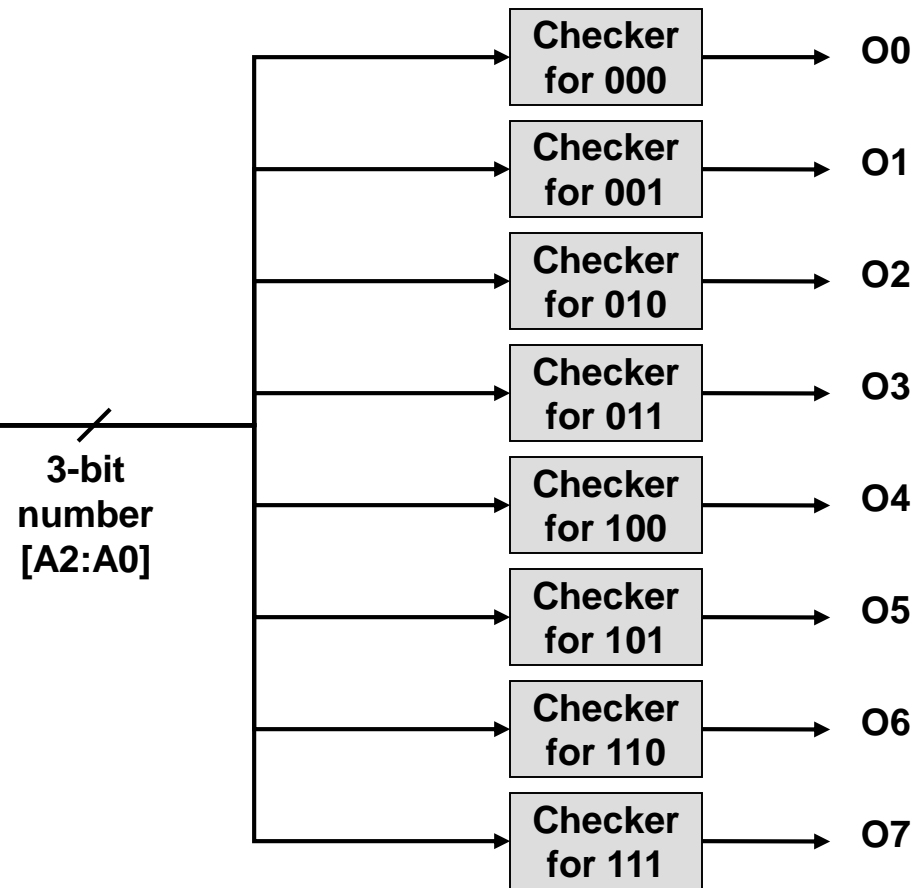 Checker
for 000
O0
Checker
for 001
O1
Checker
for 010
O2
Checker
for 011
O3
3-bit
number
[A2:A0]
Checker
for 100
O4
Checker
for 101
O5
Checker
for 110
O6
Checker
for 111
O7